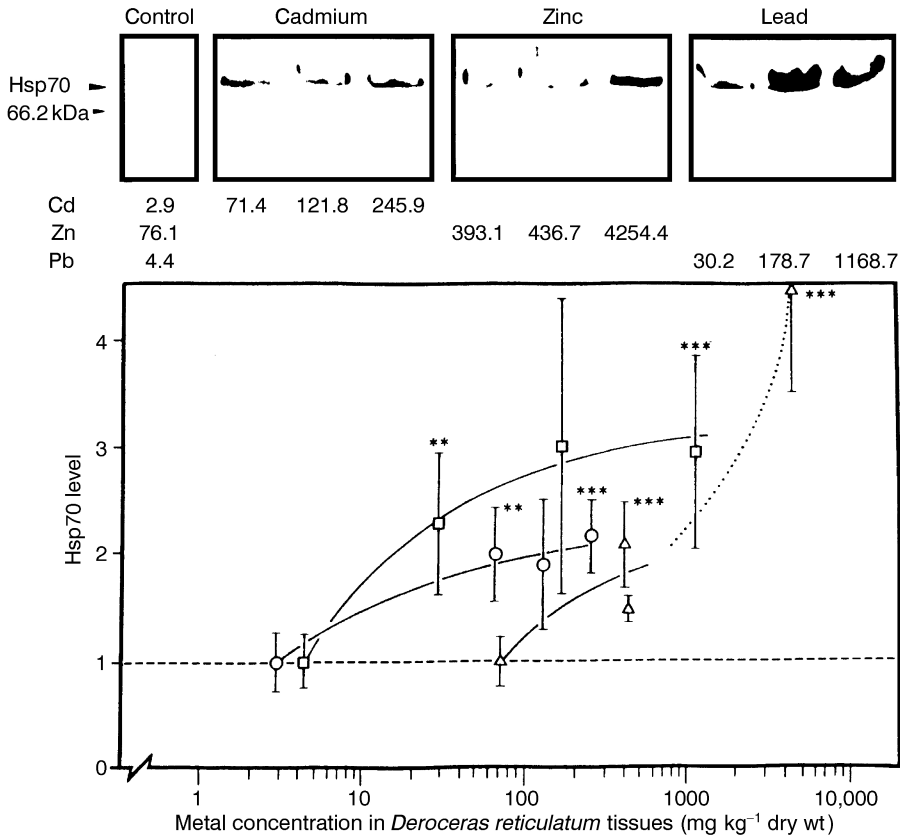 Control Cadmium Zinc Lead
Hsp70
66.2 kDa
Cd 2.9 71.4 121.8 245.9
Zn 76.1 393.1 436.7 4254.4
Pb 4.4 30.2 178.7 1168.7
***
4
***
**
3
***
**
***
Hsp70 level
2
1
0
1 10 100 1000 10,000
Metal concentration in Deroceras reticulatum tissues (mg kg⁻¹ dry wt)